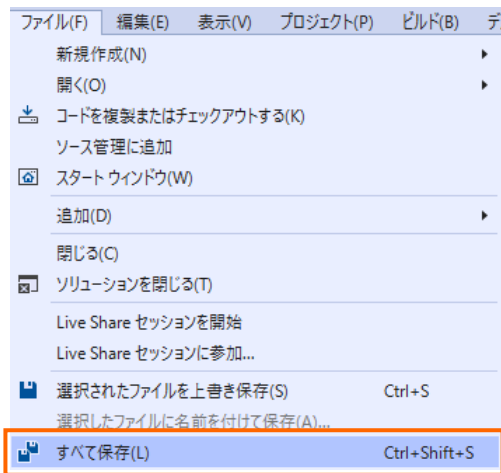 ファイル(F) 編集(E) 表示(V) プロジェクト(P) ビルド(B) デ
新規作成(N)
開く(O)
コードを複製またはチェックアウトする(K)
ソース管理に追加
スタート ウィンドウ(W)
追加(D)
閉じる(C)
ソリューションを閉じる(T)
Live Share セッションを開始
Live Share セッションに参加...
選択されたファイルを上書き保存(S) Ctrl+S
選択したファイルに名前を付けて保存(A)...
すべて保存(L) Ctrl+Shift+S